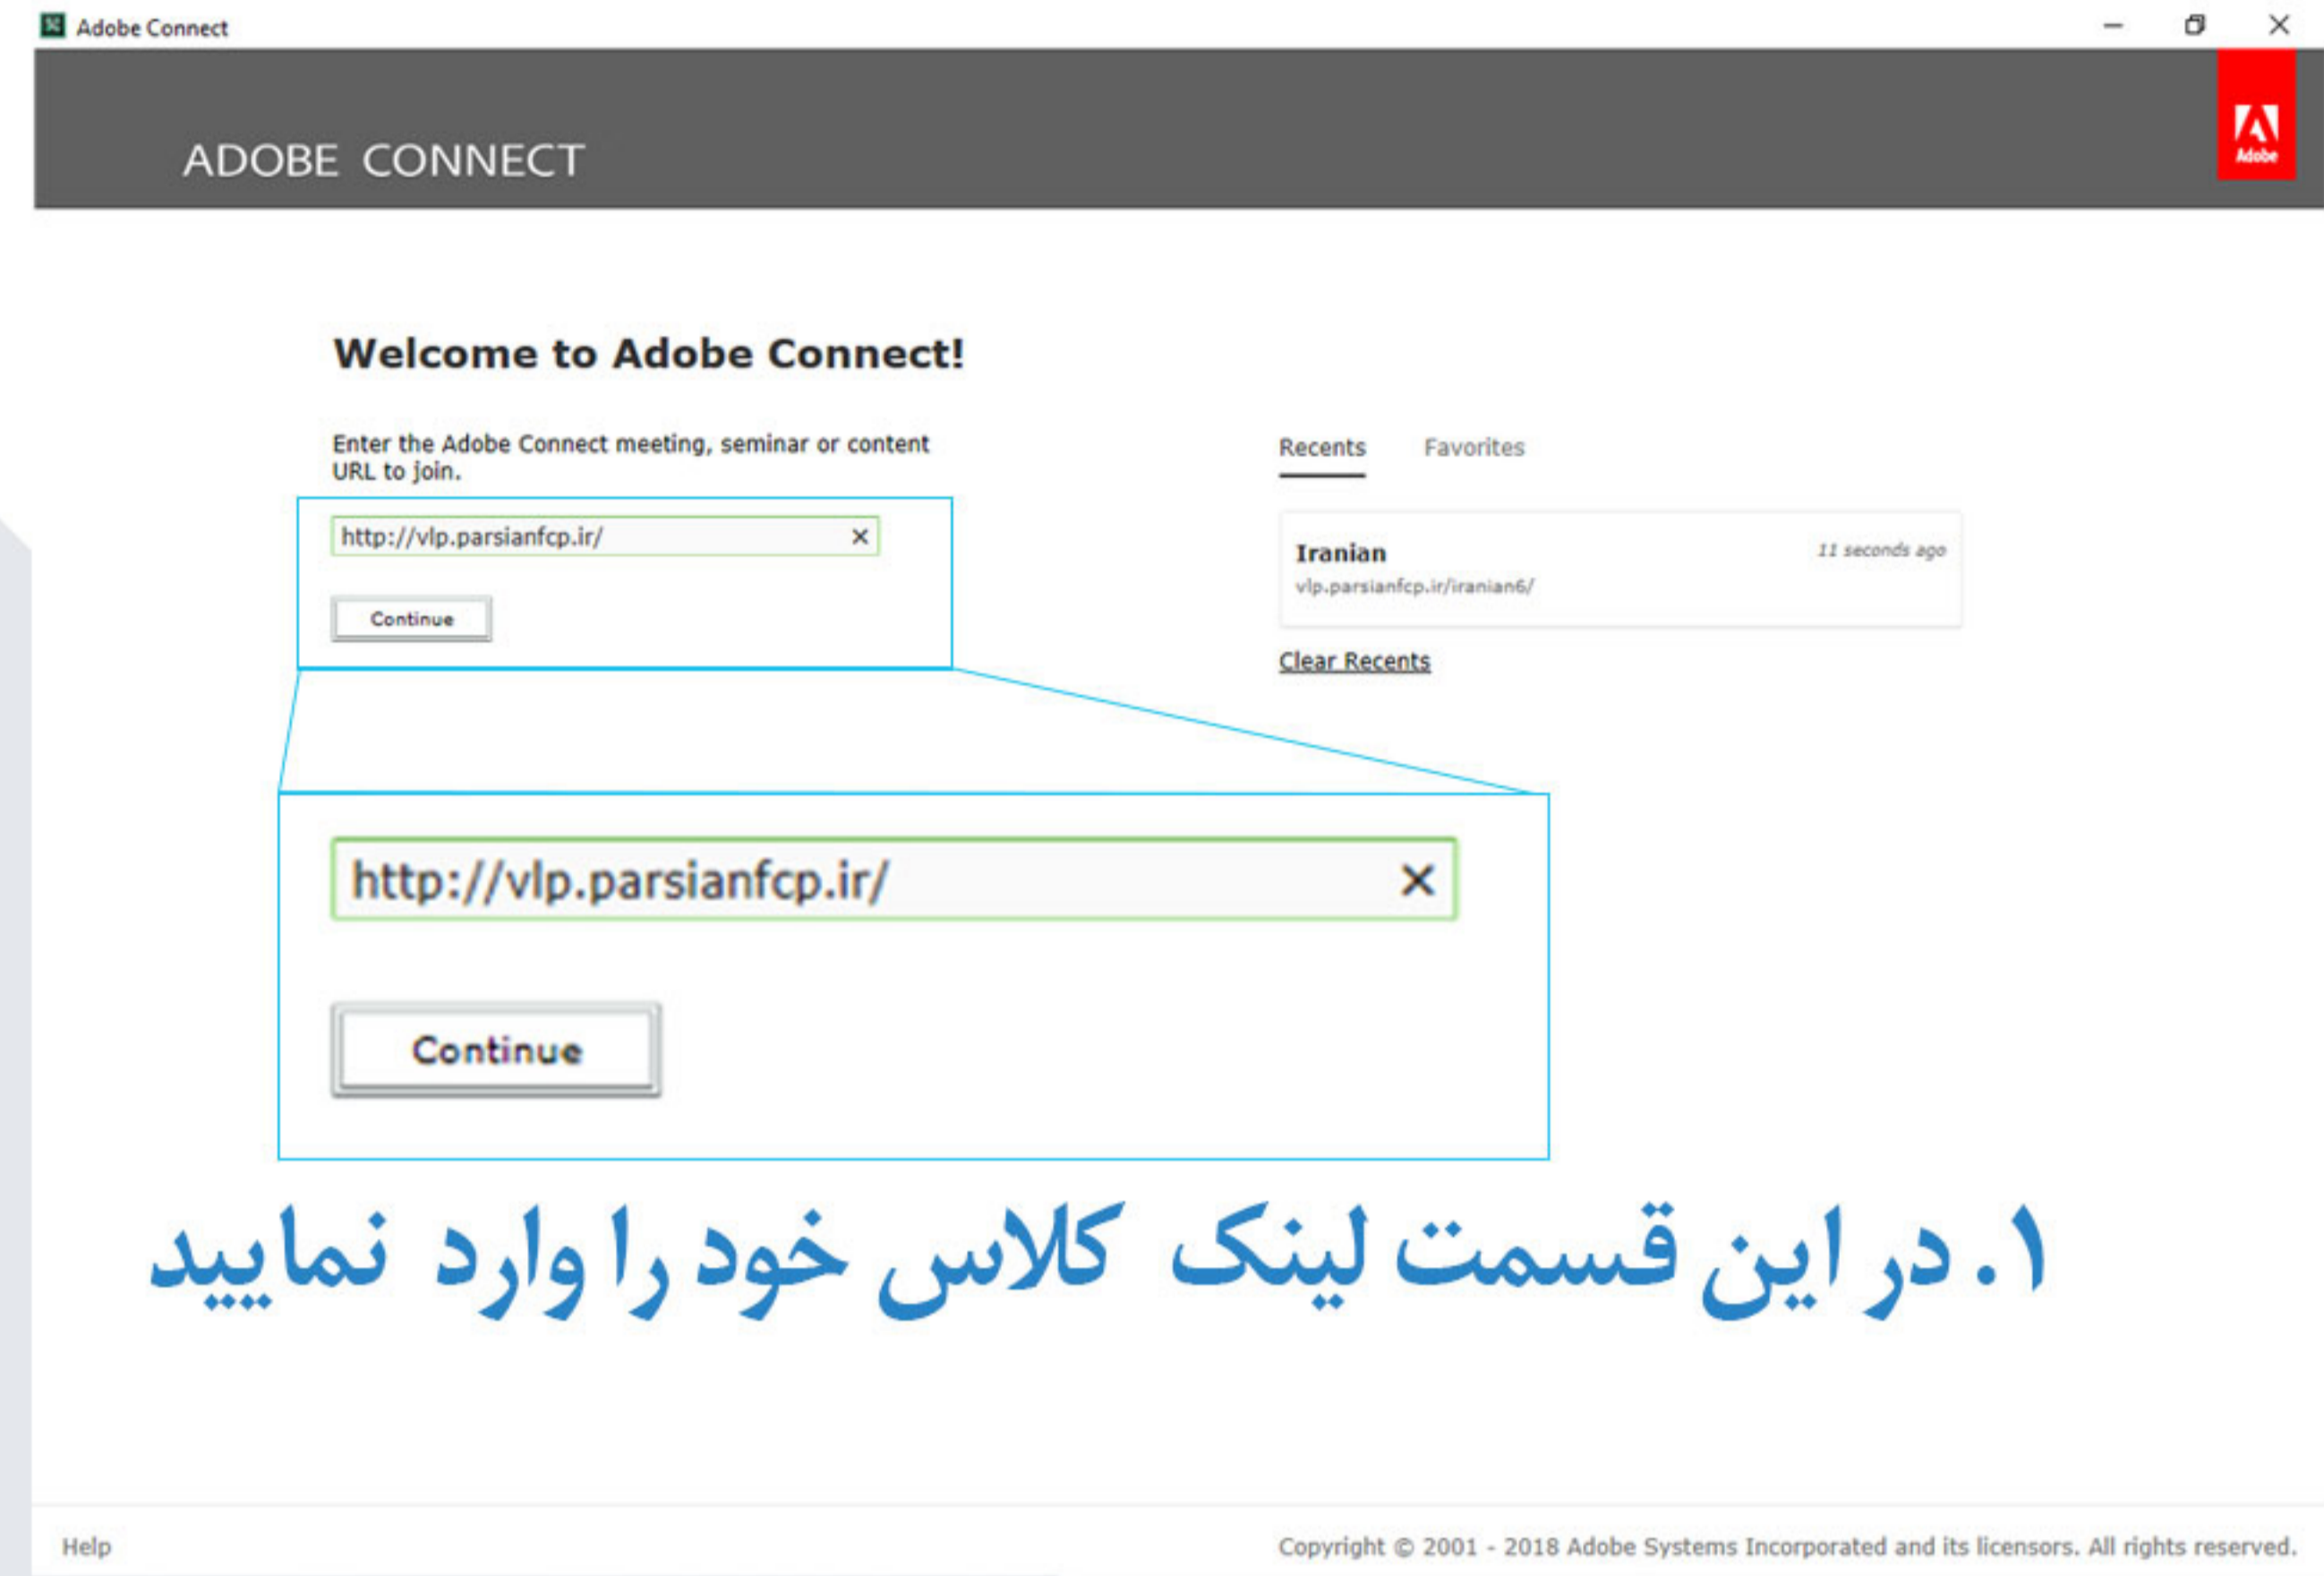 Adobe Connect
ADOBE CONNECT
Adobe
Welcome to Adobe Connect!
Enter the Adobe Connect meeting, seminar or content
URL to join.
http://vlp.parsianfcp.ir/
Continue
Recents Favorites
Iranian 11 seconds ago
vlp.parsianfcp.ir/iranian6/
Clear Recents
http://vlp.parsianfcp.ir/
Continue
۱. در این قسمت لینک کلاس خود را وارد نمایید
Help
Copyright © 2001 - 2018 Adobe Systems Incorporated and its licensors. All rights reserved.